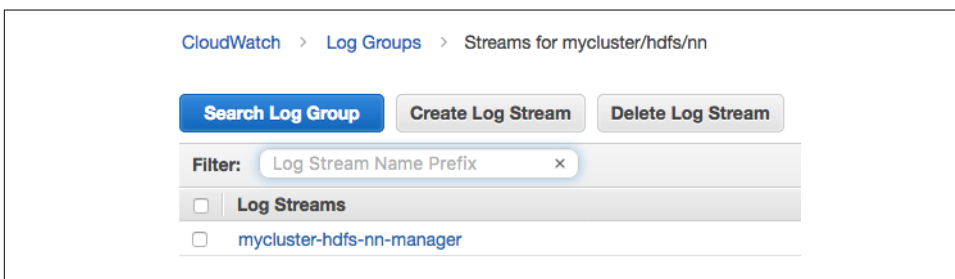 CloudWatch > Log Groups > Streams for mycluster/hdfs/nn
Search Log Group Create Log Stream Delete Log Stream
Filter: Log Stream Name Prefix ×
Log Streams
mycluster-hdfs-nn-manager